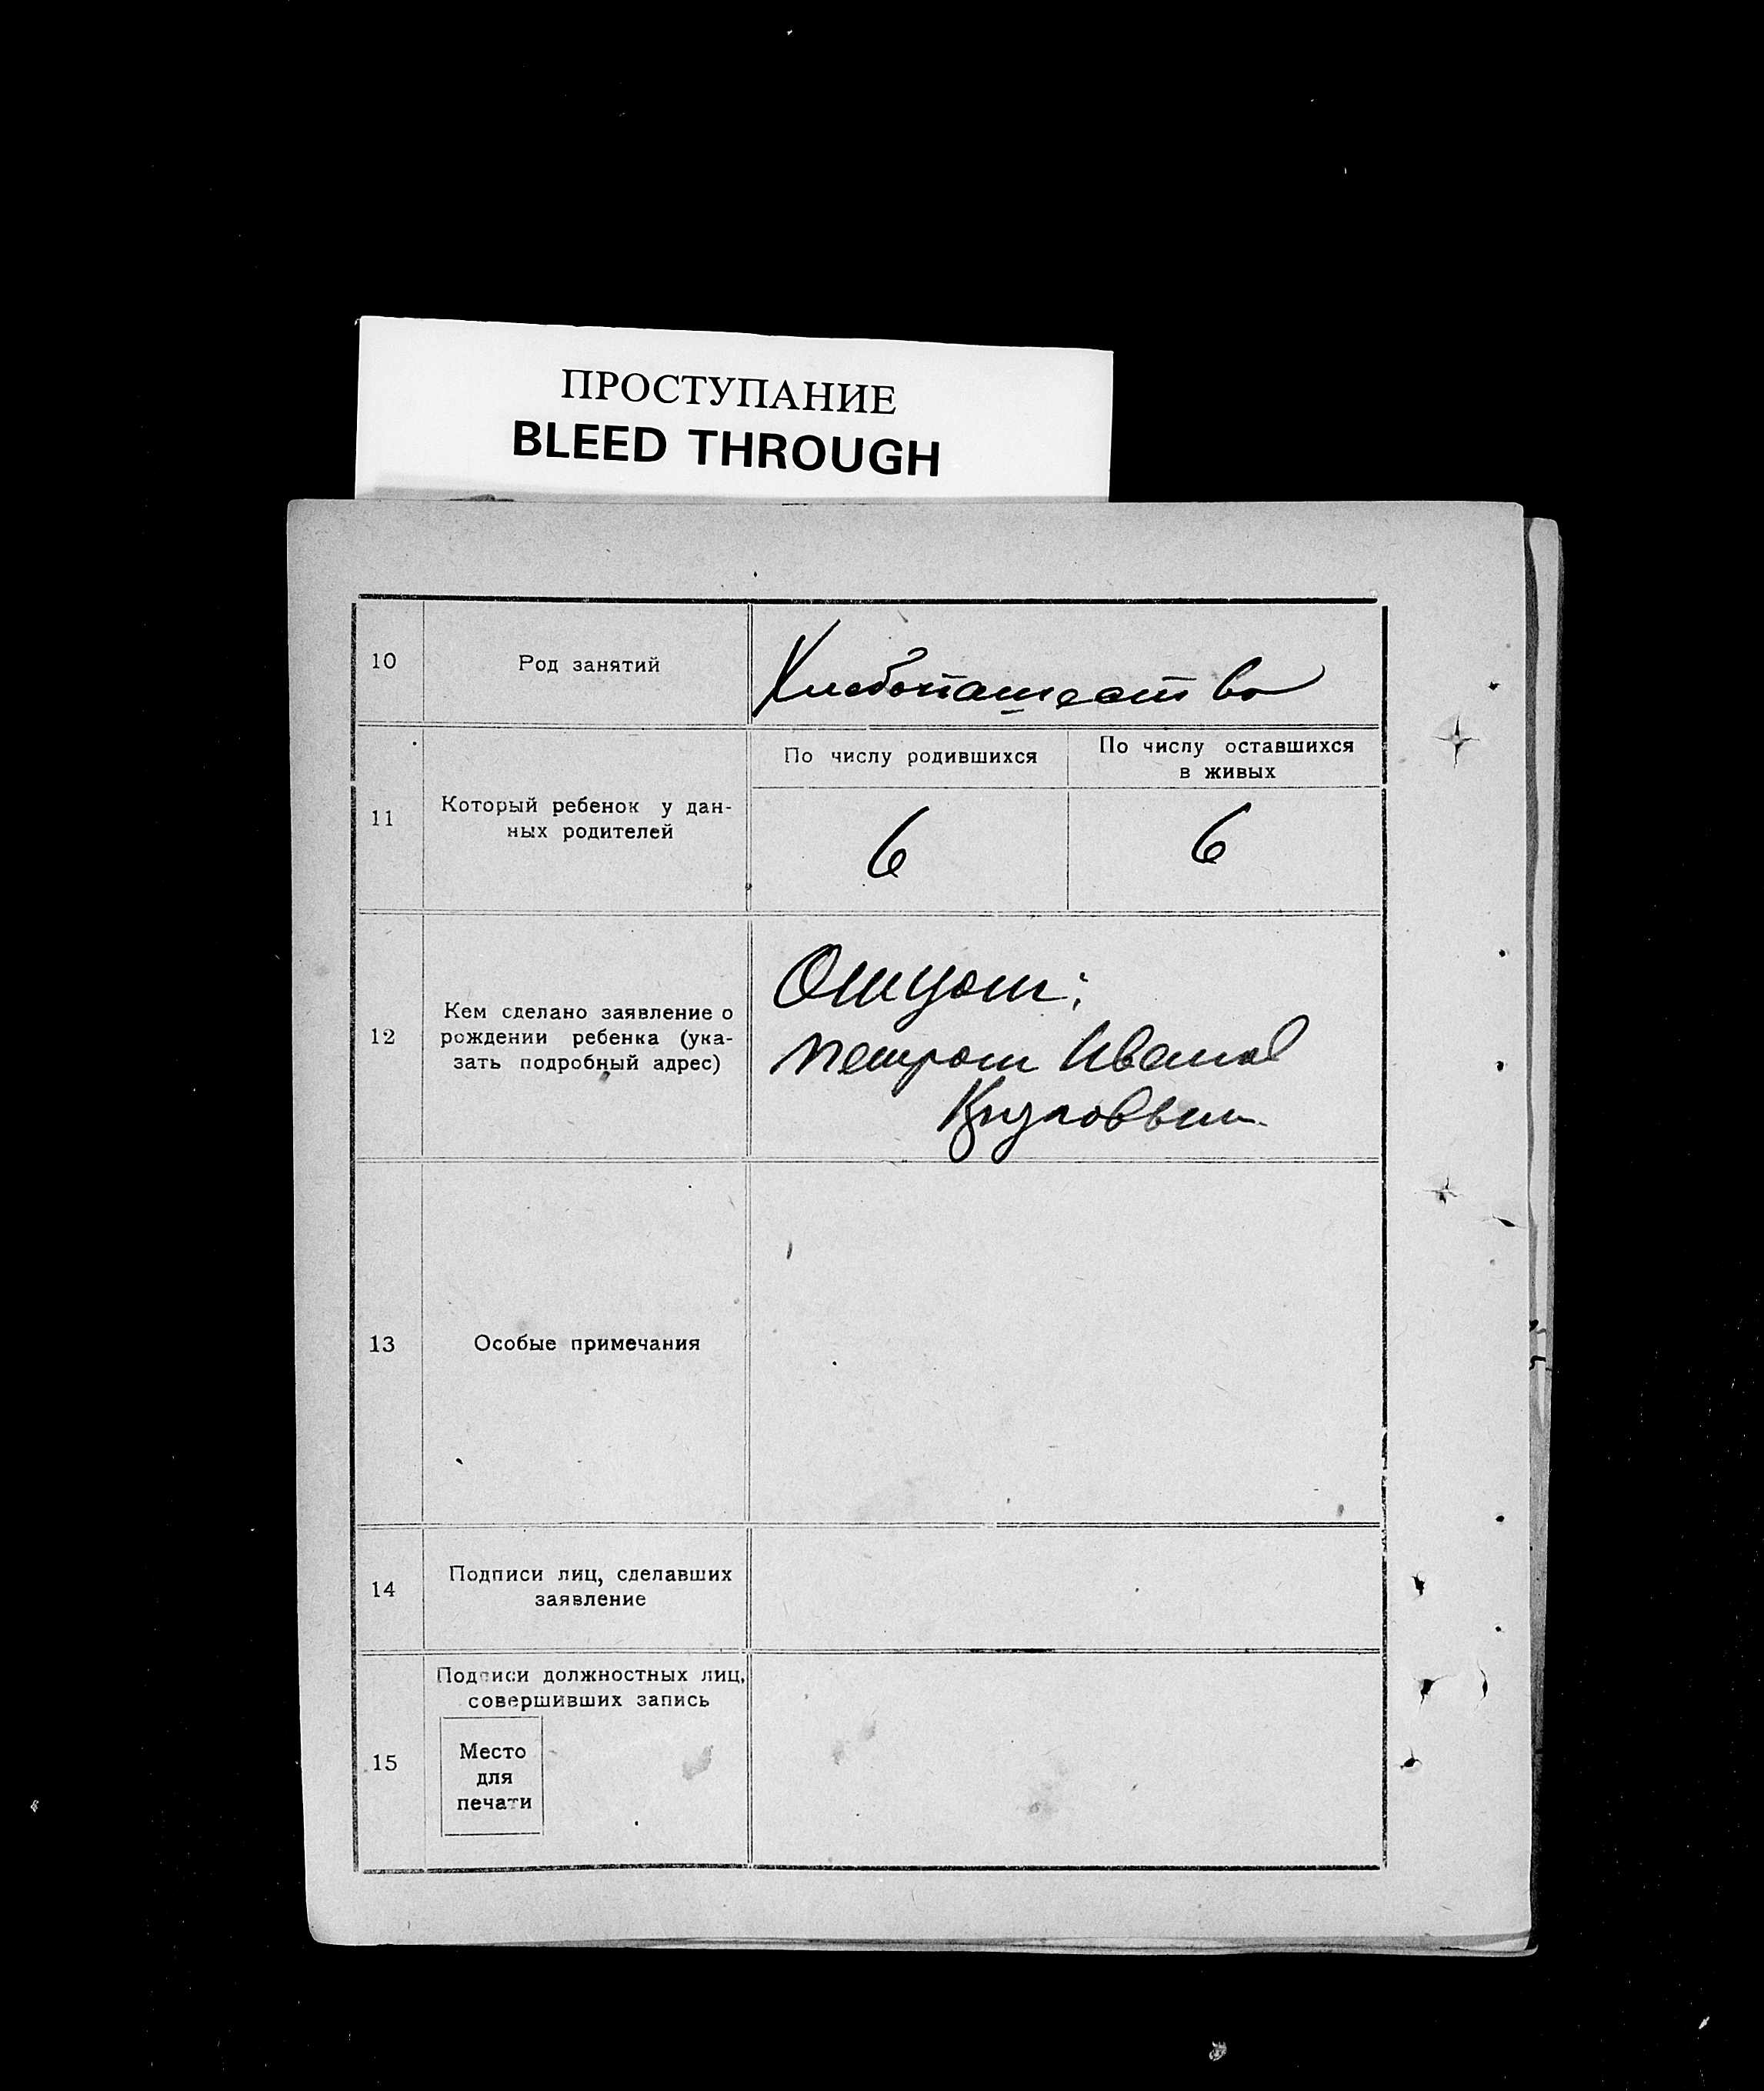 ПРОСТУПАНИЕ
BLEED THROUGH
10
Род занятий
Хлебопашество
11
Который ребенок у дан-
ных родителей
По числу родившихся
По числу оставшихся
в живых
6
6
12
Кем сделано заявление о
рождении ребенка (ука-
зать подробный адрес)
Отцом:
Петром Иванов
13
Особые примечания
14
Подписи лиц, сделавших
заявление
15
Подписи должностных лиц,
совершивших запись
Место
для
печати